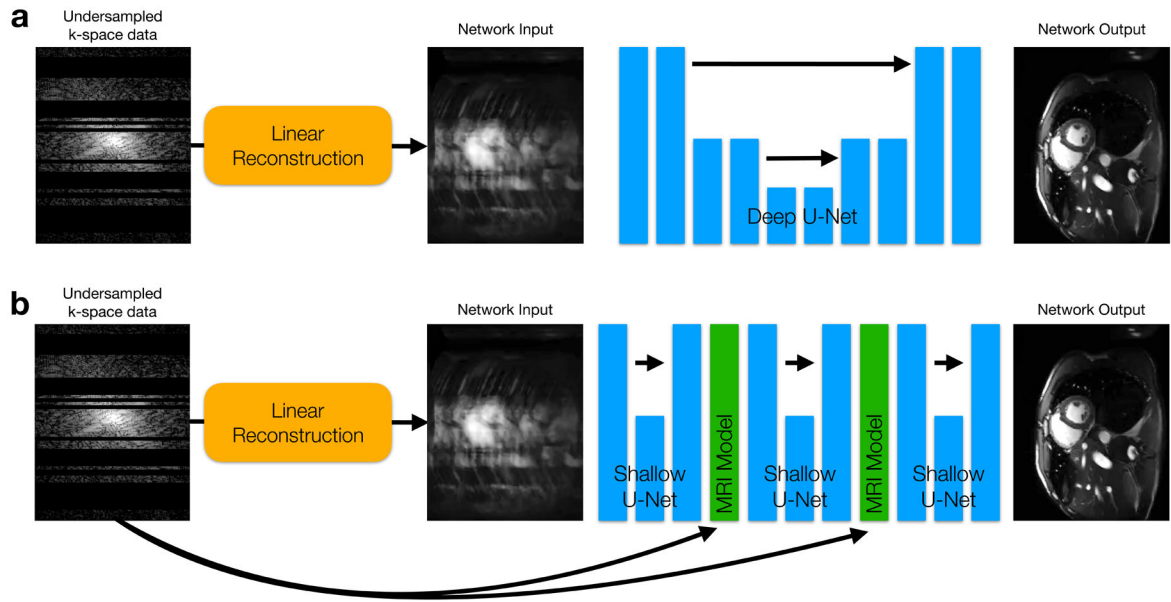 a
Undersampled
k-space data
Network Input
Network Output
Linear
Reconstruction
Deep U-Net
b
Undersampled
k-space data
Network Input
Network Output
Linear
Reconstruction
Shallow
U-Net
MRI Model
Shallow
U-Net
MRI Model
Shallow
U-Net